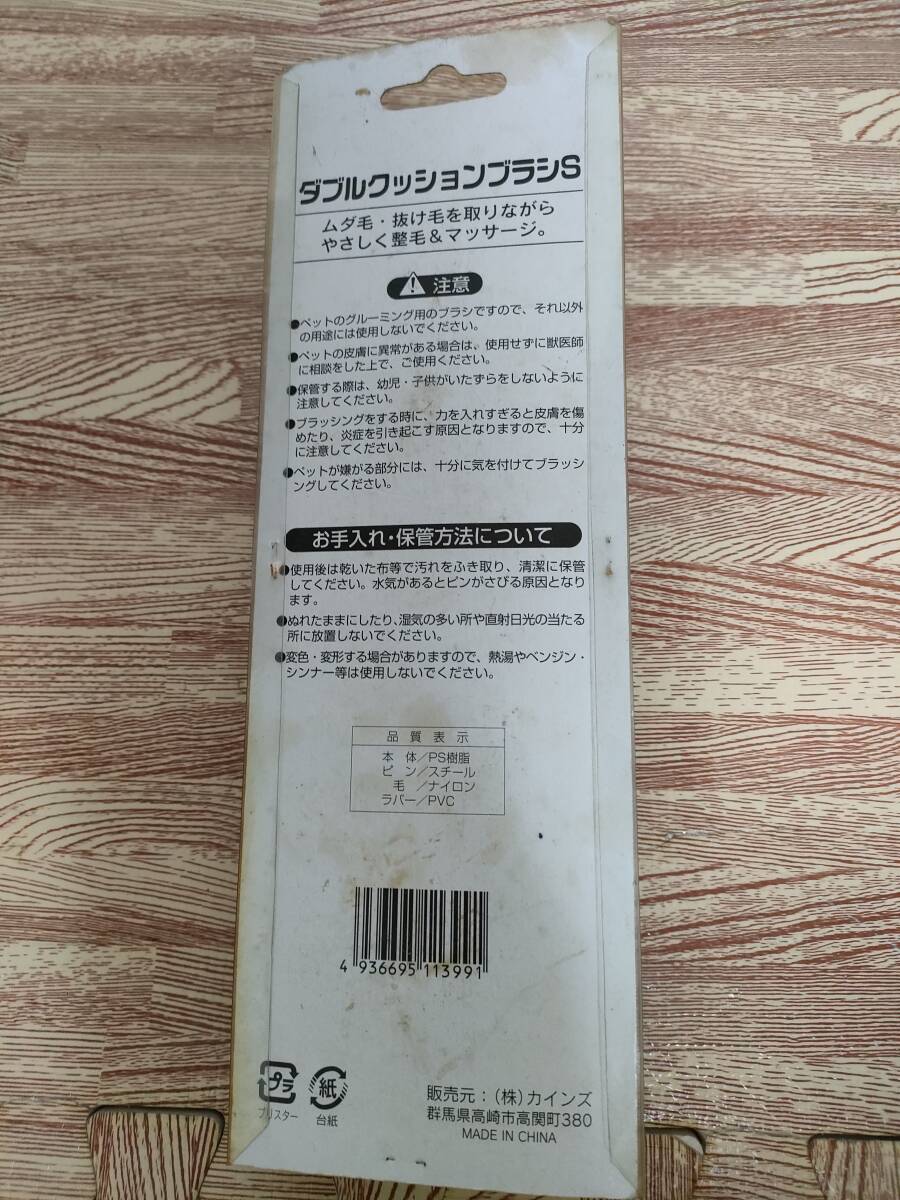 ダブルクッションブラシS
ムダ毛・抜け毛を取りながら
やさしく整毛&マッサージ。
注意
●ペットのグルーミング用のブラシですので、それ以外
の用途には使用しないでください。
●ペットの皮膚に異常がある場合は、使用せずに獣医師
に相談をした上で、ご使用ください。
●保管する際は、幼児・子供がいたずらをしないように
注意してください。
●ブラッシングをする時に、力を入れすぎると皮膚を傷
めたり、炎症を引き起こす原因となりますので、十分
に注意してください。
●ペットが嫌がる部分には、十分に気を付けてブラッシ
ングしてください。
お手入れ・保管方法について
●使用後は乾いた布等で汚れをふき取り、清潔に保管
してください。水気があるとピンがさびる原因となり
ます。
●ぬれたままにしたり、湿気の多い所や直射日光の当たる
所に放置しないでください。
●変色・変形する場合がありますので、熱湯やベンジン・
シンナー等は使用しないでください。
品質表示
本体/PS樹脂
ピン/スチール
毛/ナイロン
ラバー/PVC
4 936695 113991
プラ 紙
ブリスター 台紙
販売元:(株)カインズ
群馬県高崎市高関町380
MADE IN CHINA